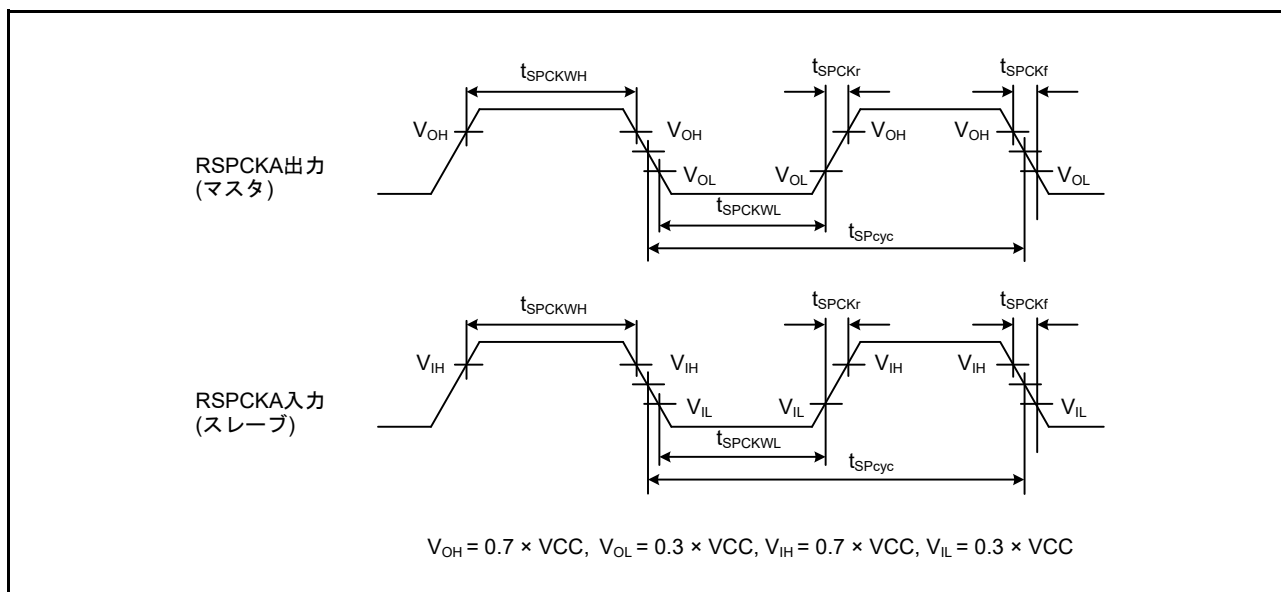 tSPCKWH tSPCKr tSPCKf
VOH VOH VOH VOH
RSPCKA出力
(マスタ)
VOL VOL VOL
tSPCKWL
tSPcyc
tSPCKWH tSPCKr tSPCKf
VIH VIH VIH VIH
RSPCKA入力
(スレーブ)
VIL VIL VIL
tSPCKWL
tSPcyc
VOH = 0.7 × VCC, VOL = 0.3 × VCC, VIH = 0.7 × VCC, VIL = 0.3 × VCC